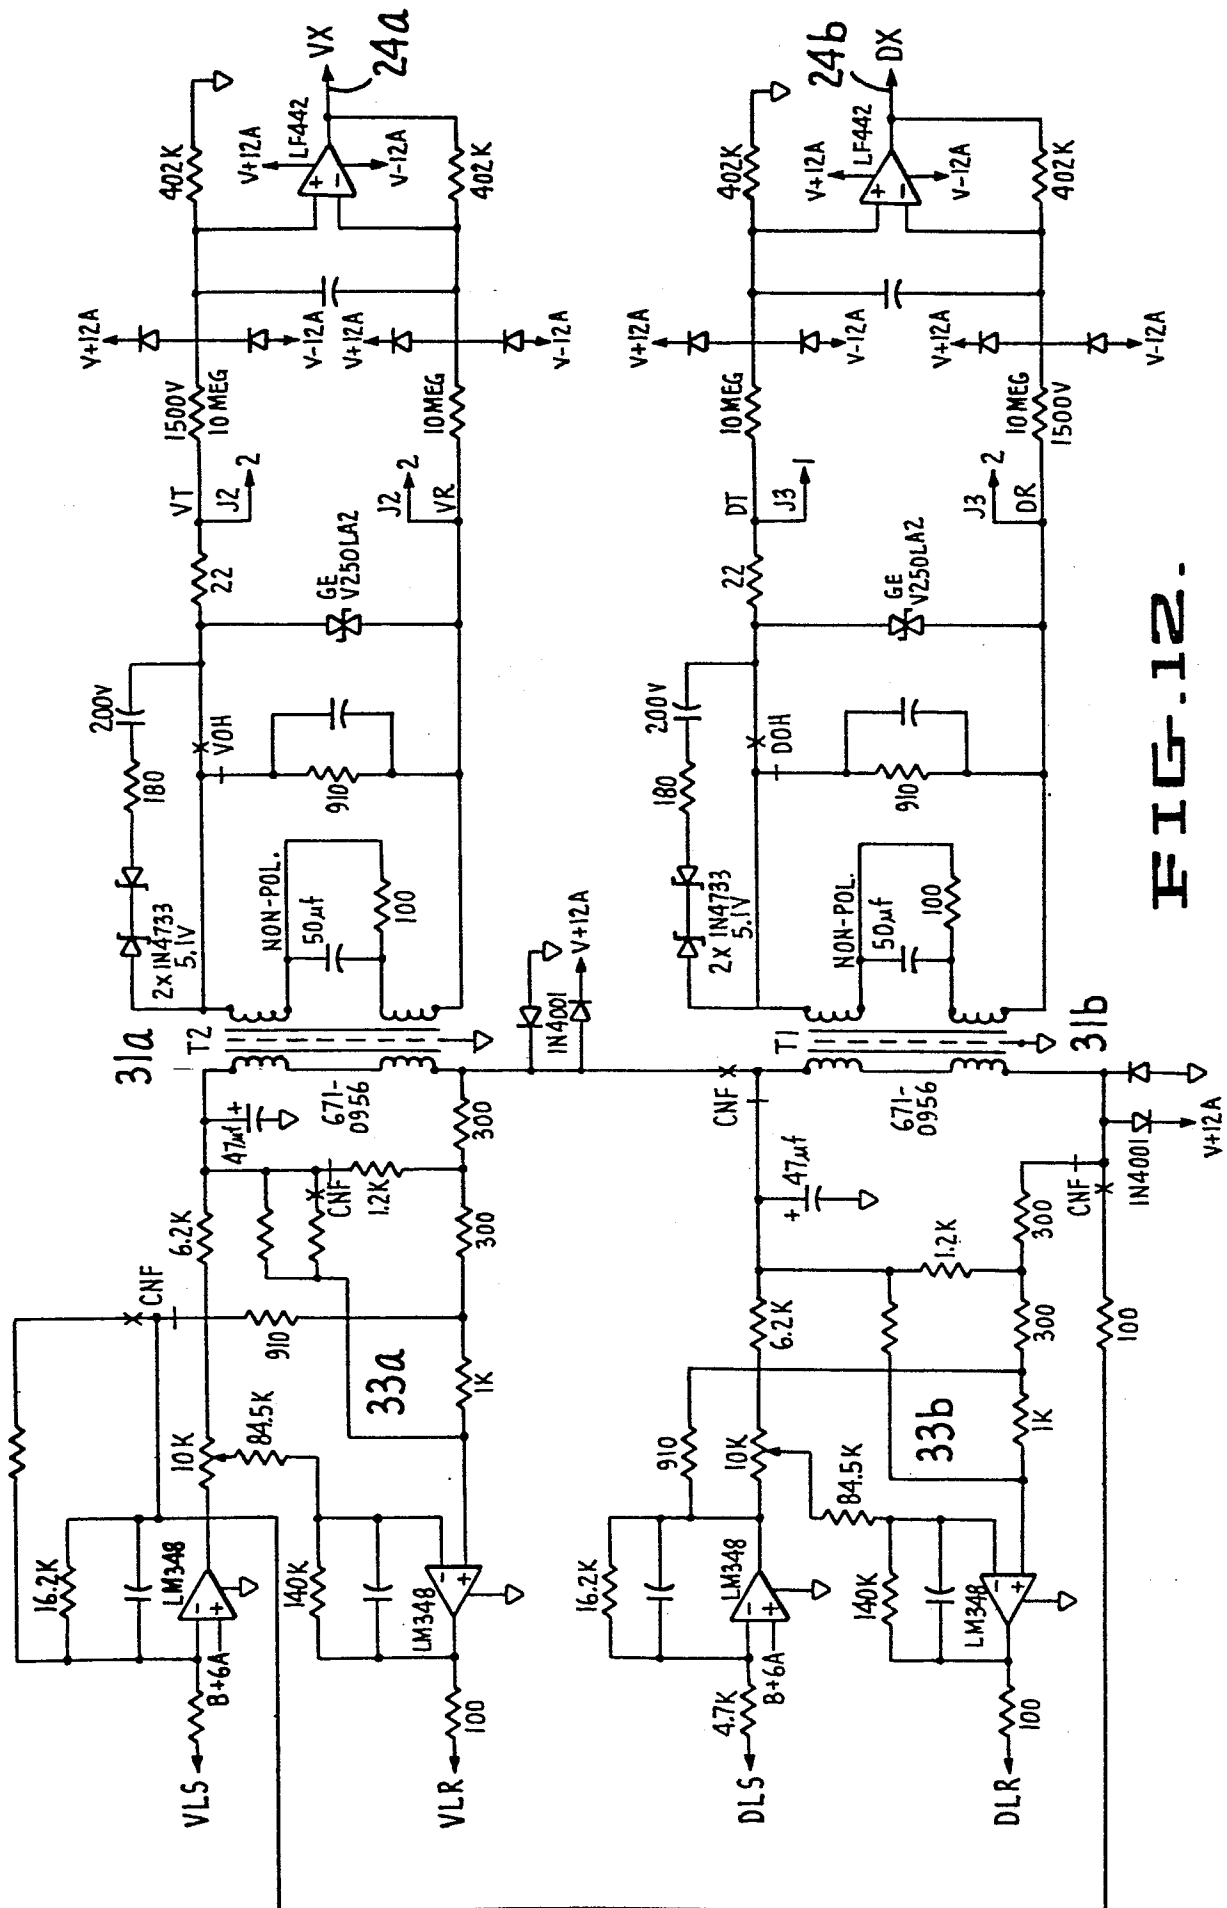 31a
T2
2x 1N4733
5.1V
180
200V
VOH
NON-POL.
50µf
100
910
22
GE
V250LA2
VT
J2
2
J2
2
VR
1500V
10 MEG
10MEG
V+12A
V-12A
V+12A
V-12A
402K
V+12A
LF442
+
-
V-12A
402K
VX
24a
VLS
B+6A
16.2K
LM348
-
+
10K
84.5K
6.2K
CNF
910
33a
47µf
+
671-
0956
CNF
1.2K
300
300
1K
140K
-
+
LM348
100
VLR
1N4001
V+12A
T1
31b
2x 1N4733
5.1V
180
200V
DOH
NON-POL.
50µf
100
910
22
GE
V250LA2
DT
J3
1
J3
2
DR
10MEG
10 MEG
1500V
V+12A
V-12A
V+12A
V-12A
402K
V+12A
LF442
+
-
V-12A
402K
DX
24b
DLS
4.7K
B+6A
16.2K
LM348
-
+
910
10K
84.5K
6.2K
33b
CNF
47µf
+
671-
0956
1.2K
300
300
1K
140K
-
+
LM348
100
DLR
CNF
100
1N4001
V+12A
FIG.12.